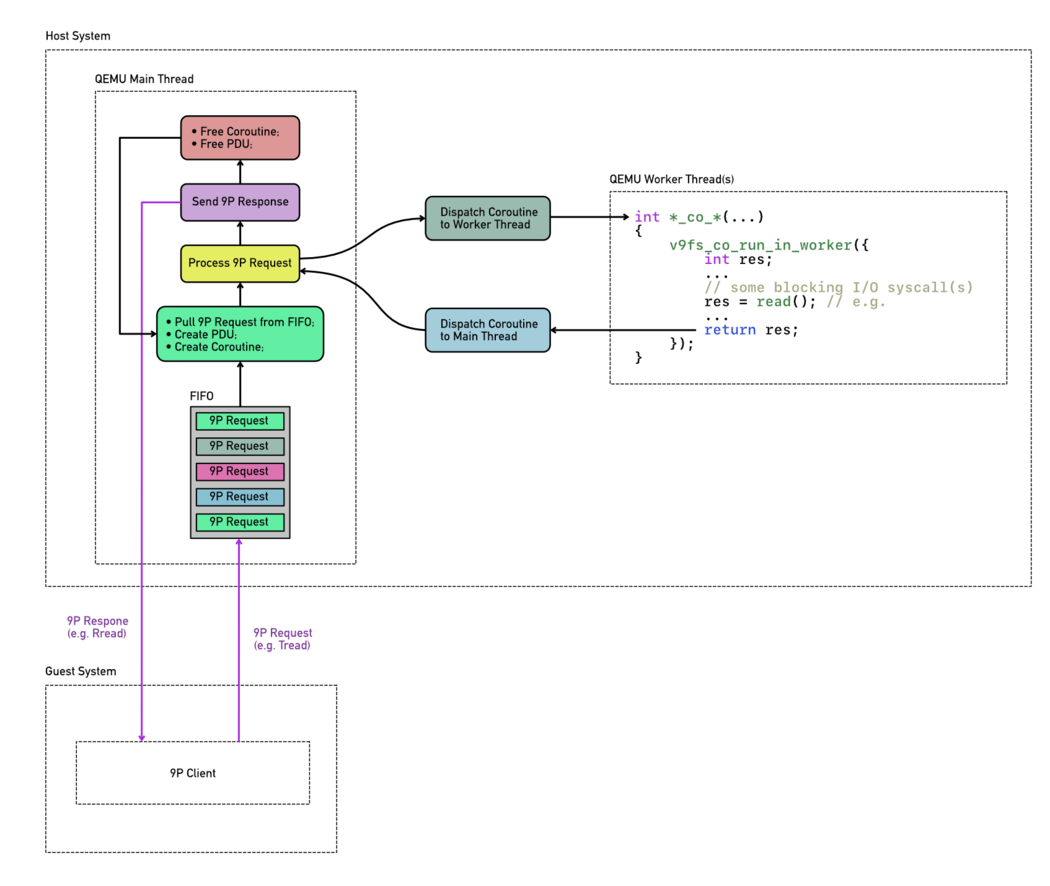 Host System
QEMU Main Thread
• Free Coroutine;
• Free PDU;
Send 9P Response
Process 9P Request
• Pull 9P Request from FIFO;
• Create PDU;
• Create Coroutine;
FIFO
9P Request
9P Request
9P Request
9P Request
9P Request
Dispatch Coroutine
to Worker Thread
Dispatch Coroutine
to Main Thread
QEMU Worker Thread(s)
int *_co_*(...)
{
v9fs_co_run_in_worker({
int res;
...
// some blocking I/O syscall(s)
res = read(); // e.g.
...
return res;
});
}
9P Respone
(e.g. Rread)
9P Request
(e.g. Tread)
Guest System
9P Client